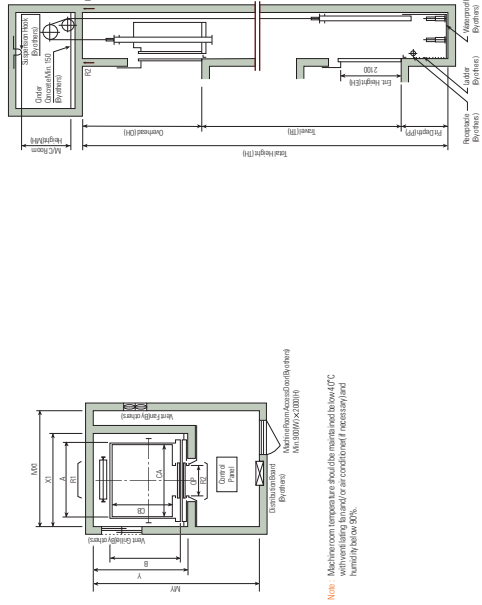 Suspension Hook
(By others)
Cinder
Concrete Min. 150
(By others)
R2
M/C Room
Height(MH)
Overhead (OH)
Travel (TR)
Total Height (TH)
Pit Depth(PP)
Ent. Height(EH)
2100
Receptacle
(By others)
Ladder
(By others)
Waterproof
(By others)
MX0
X1
A
R1
CA
CB
OP
R2
B
Y
MY
Vent Fan(By others)
Vent Grille(By others)
Control
Panel
Distribution Board
(By others)
Machine Room Access Door(By others)
Min 900(W) × 2000(H)
Note : Machine room temperature should be maintained below 40°C
with ventilating fan and/or air conditioner(if necessary) and
humidity below 90%.